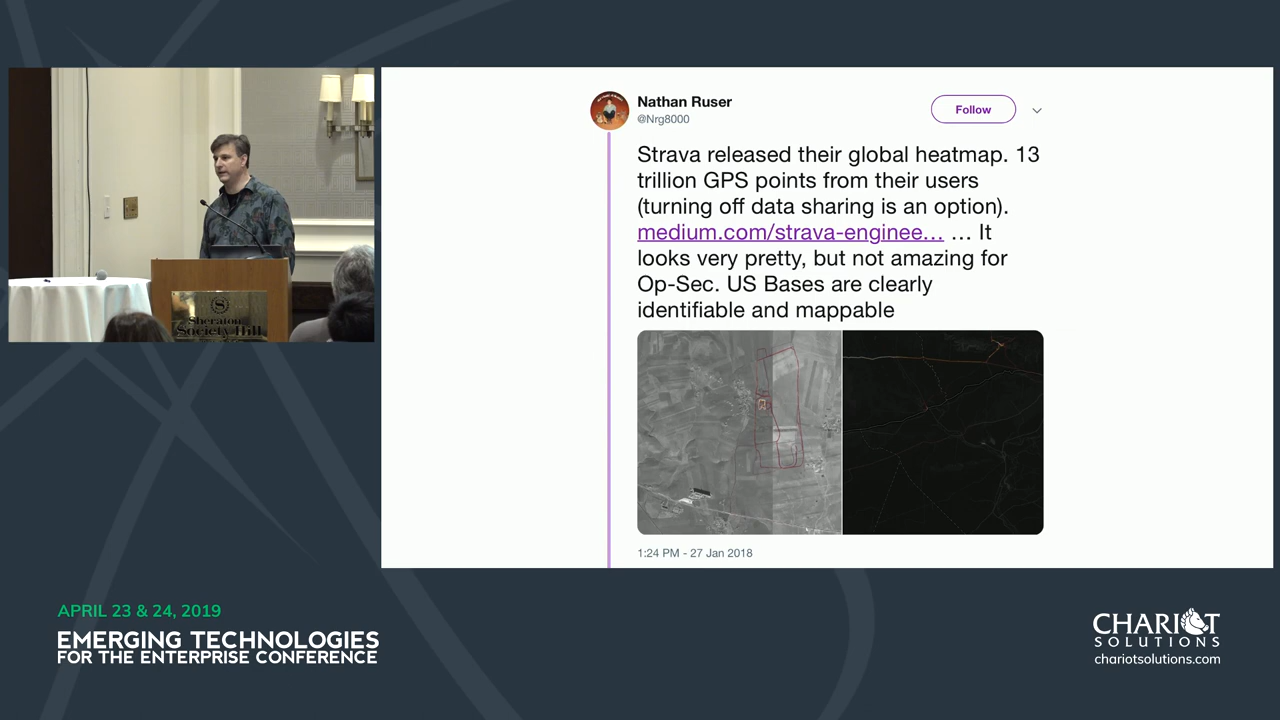 Nathan Ruser
@Nrg8000
Follow
Strava released their global heatmap. 13
trillion GPS points from their users
(turning off data sharing is an option).
medium.com/strava-enginee… … It
looks very pretty, but not amazing for
Op-Sec. US Bases are clearly
identifiable and mappable
1:24 PM - 27 Jan 2018
Sheraton
Society Hill
APRIL 23 & 24, 2019
EMERGING TECHNOLOGIES
FOR THE ENTERPRISE CONFERENCE
CHARIOT
SOLUTIONS
chariotsolutions.com